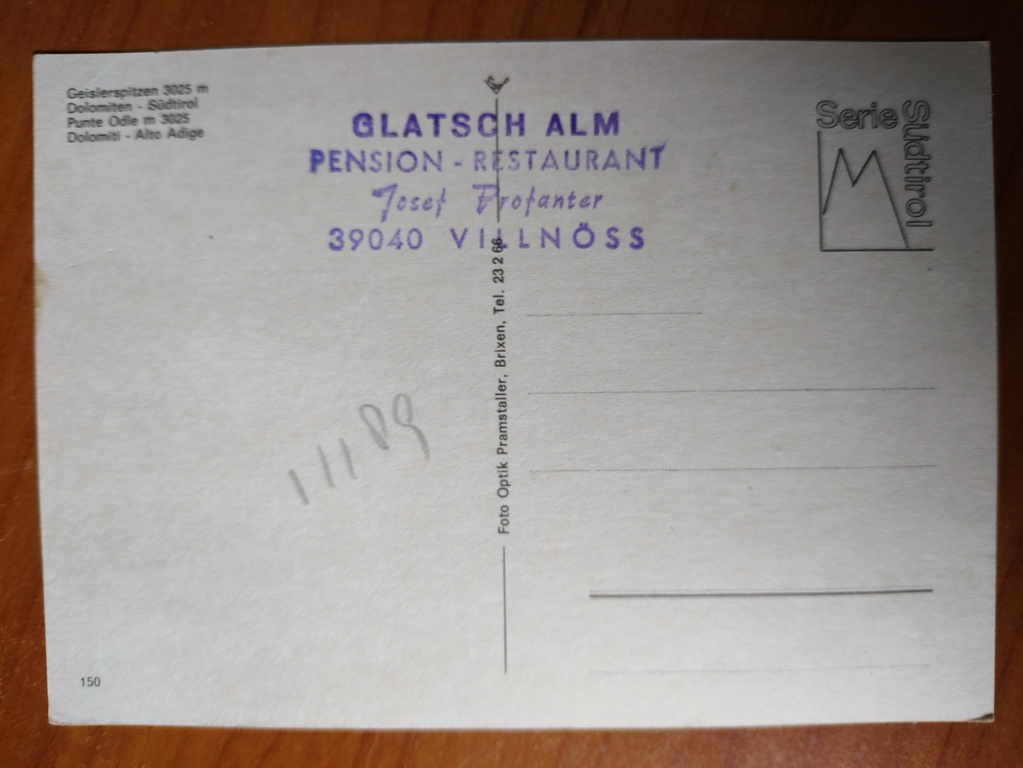 Geislerspitzen 3025 m
Dolomiten - Südtirol
Punte Odle m 3025
Dolomiti - Alto Adige
GLATSCH ALM
PENSION - RESTAURANT
Josef Profanter
39040 VILLNÖSS
Serie
Südtirol
Foto Optik Pramstaller, Brixen, Tel. 23 2 66
11189
150